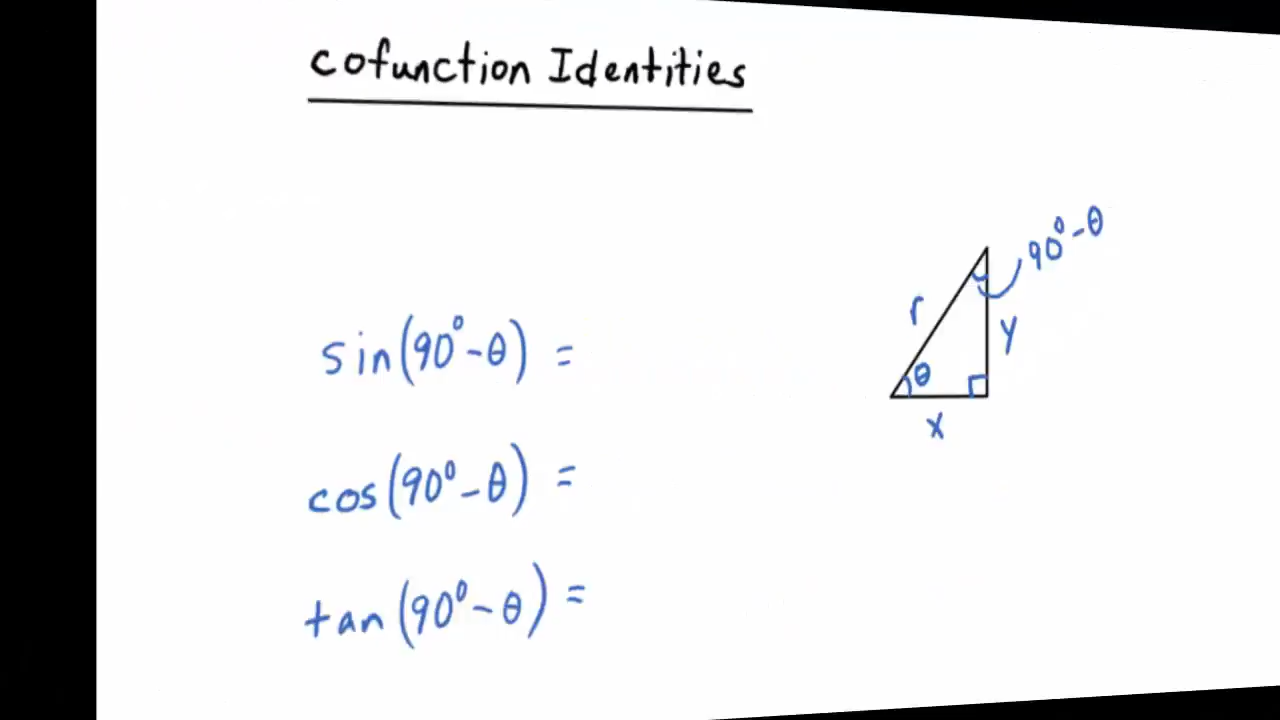 cofunction Identities
90° - θ
r
y
θ
x
sin(90° - θ) =
cos(90° - θ) =
tan(90° - θ) =